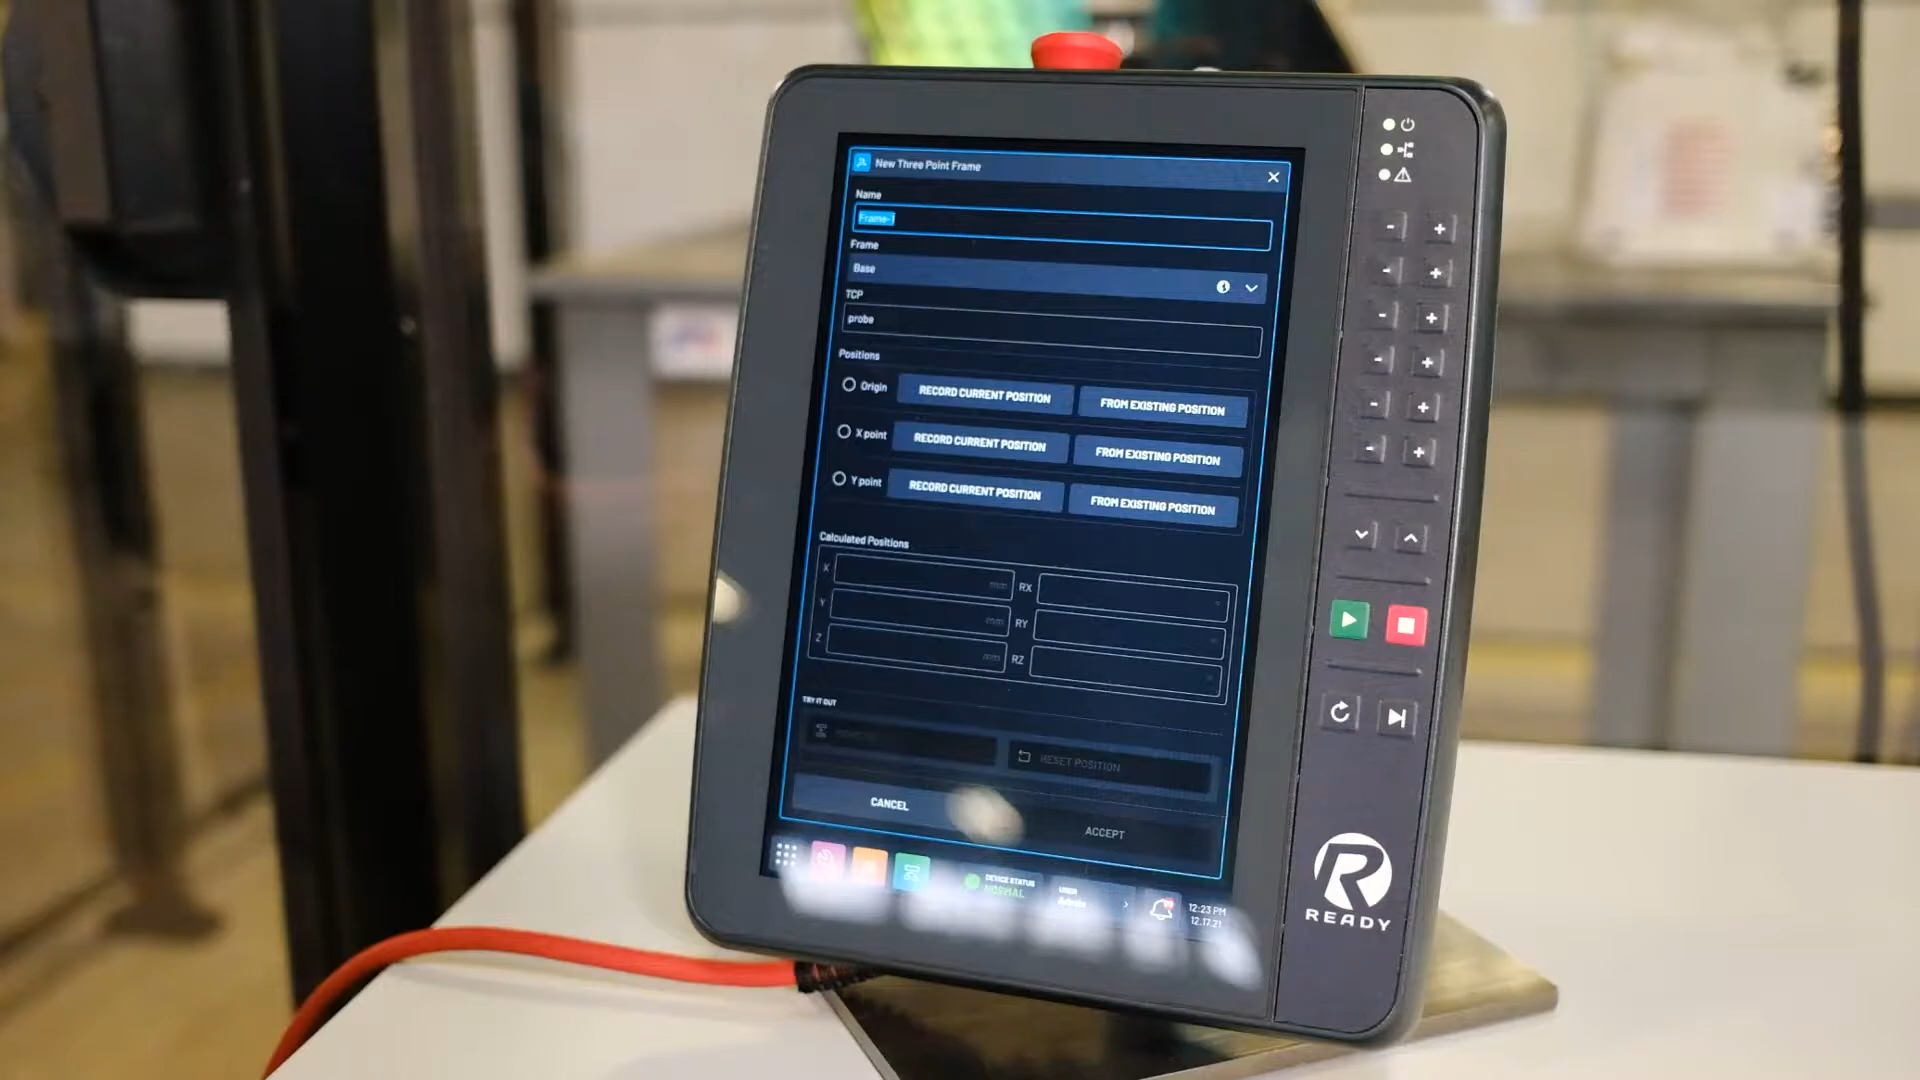 New Three Point Frame
Name
Frame-1
Frame
Base
TCP
probe
Positions
Origin RECORD CURRENT POSITION FROM EXISTING POSITION
X point RECORD CURRENT POSITION FROM EXISTING POSITION
Y point RECORD CURRENT POSITION FROM EXISTING POSITION
Calculated Positions
X mm RX
Y mm RY
Z mm RZ
TRY IT OUT
RESET POSITION
CANCEL ACCEPT
DEVICE STATUS
NORMAL
USER
Admin
12:23 PM
12.17.21
R
READY